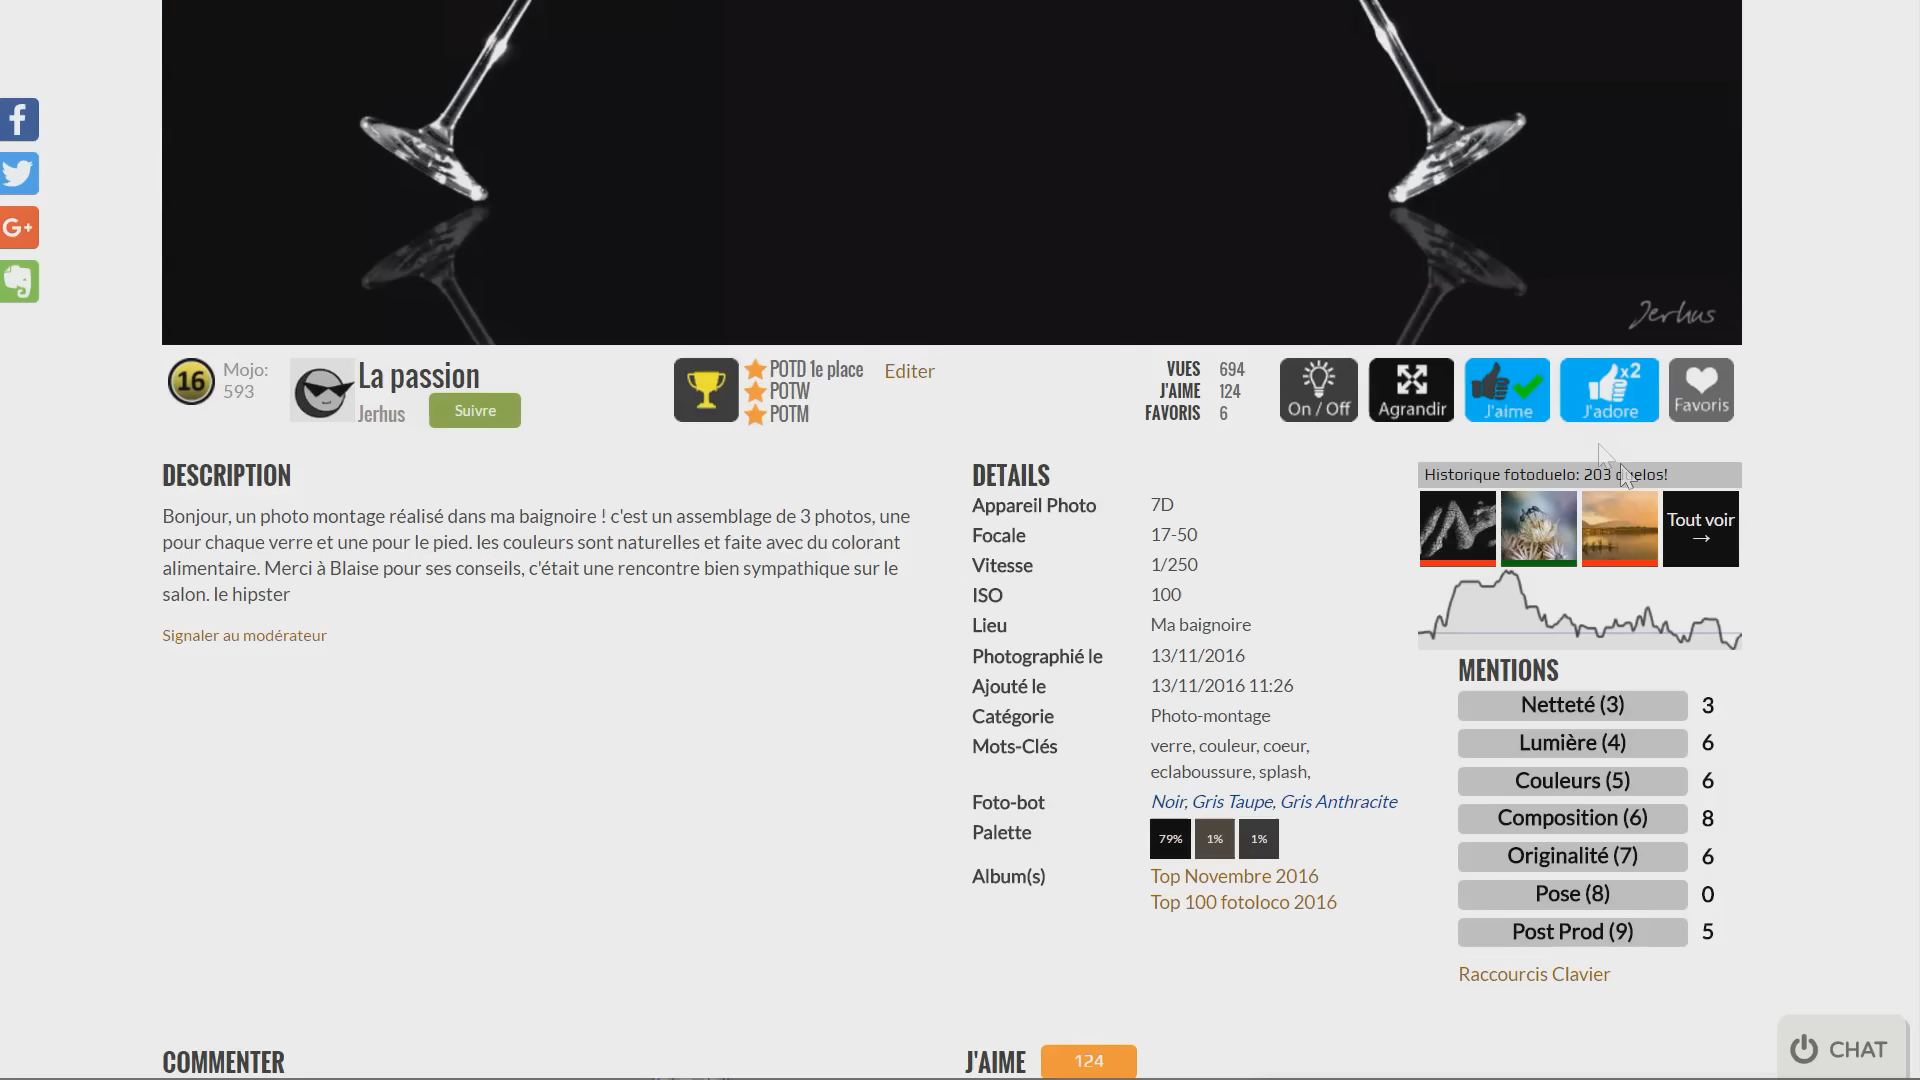 Jerhus
16
Mojo:
593
La passion
Jerhus
Suivre
POTD 1e place
POTW
POTM
Editer
VUES 694
J'AIME 124
FAVORIS 6
On / Off
Agrandir
J'aime
x2
J'adore
Favoris
DESCRIPTION
Bonjour, un photo montage réalisé dans ma baignoire ! c'est un assemblage de 3 photos, une
pour chaque verre et une pour le pied. les couleurs sont naturelles et faite avec du colorant
alimentaire. Merci à Blaise pour ses conseils, c'était une rencontre bien sympathique sur le
salon. le hipster
Signaler au modérateur
DETAILS
Appareil Photo 7D
Focale 17-50
Vitesse 1/250
ISO 100
Lieu Ma baignoire
Photographié le 13/11/2016
Ajouté le 13/11/2016 11:26
Catégorie Photo-montage
Mots-Clés verre, couleur, coeur,
eclaboussure, splash,
Foto-bot Noir, Gris Taupe, Gris Anthracite
Palette 79% 1% 1%
Album(s) Top Novembre 2016
Top 100 fotoloco 2016
Historique fotoduelo: 203 duelos!
Tout voir
→
MENTIONS
Netteté (3) 3
Lumière (4) 6
Couleurs (5) 6
Composition (6) 8
Originalité (7) 6
Pose (8) 0
Post Prod (9) 5
Raccourcis Clavier
COMMENTER
J'AIME 124
CHAT